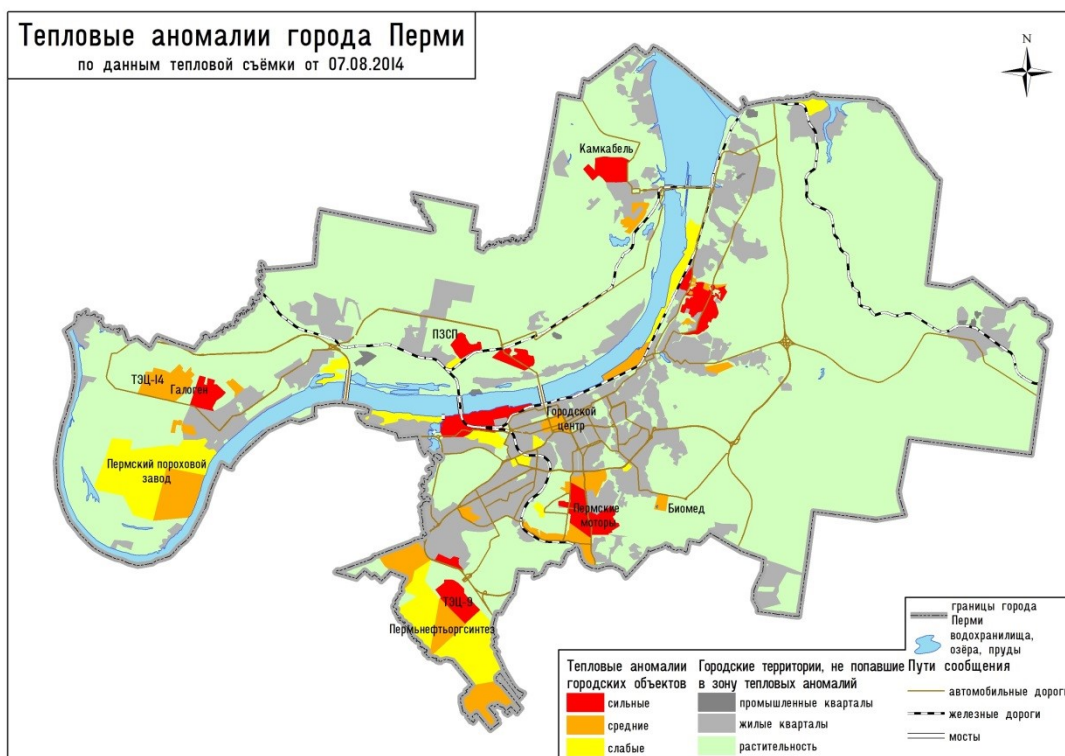 Тепловые аномалии города Перми
по данным тепловой съёмки от 07.08.2014
N
Камкабель
ПЗСП
ТЭЦ-14
Галоген
Городской
центр
Пермский пороховой
завод
Пермские
моторы
Биомед
ТЭЦ-9
Пермьнефтьоргсинтез
Тепловые аномалии
городских объектов
сильные
средние
слабые
Городские территории, не попавшие
в зону тепловых аномалий
промышленные кварталы
жилые кварталы
растительность
границы города
Перми
водохранилища,
озёра, пруды
Пути сообщения
автомобильные дороги
железные дороги
мосты